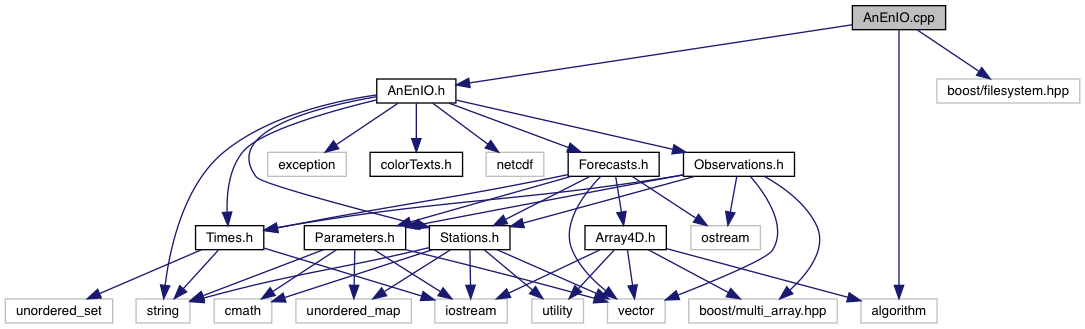 AnEnIO.cpp
AnEnIO.h
boost/filesystem.hpp
exception
colorTexts.h
netcdf
Forecasts.h
Observations.h
Times.h
Parameters.h
Stations.h
Array4D.h
ostream
unordered_set
string
cmath
unordered_map
iostream
utility
vector
boost/multi_array.hpp
algorithm